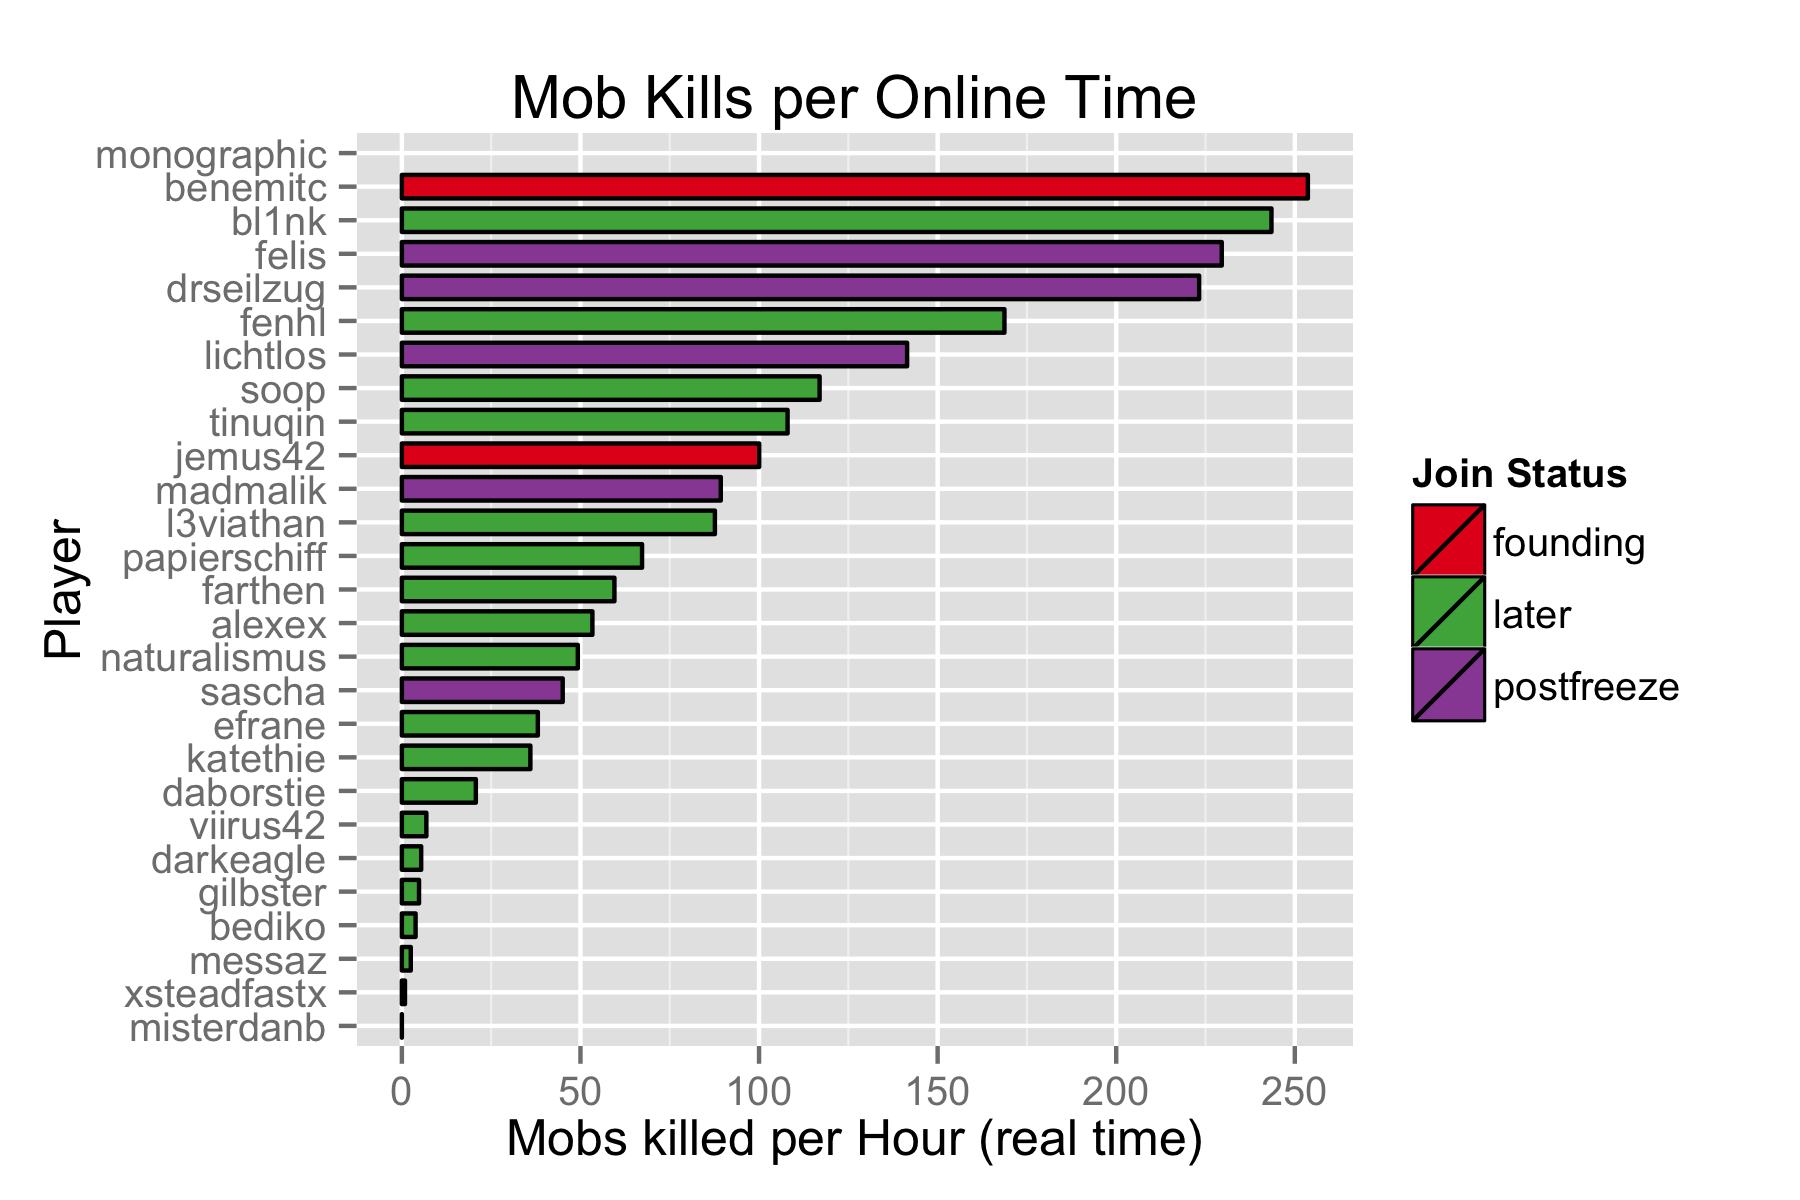 Mob Kills per Online Time
monographic
benemitc
bl1nk
felis
drseilzug
fenhl
lichtlos
soop
tinuqin
jemus42
madmalik
l3viathan
papierschiff
farthen
alexex
naturalismus
sascha
efrane
katethie
daborstie
viirus42
darkeagle
gilbster
bediko
messaz
xsteadfastx
misterdanb
Player
0 50 100 150 200 250
Mobs killed per Hour (real time)
Join Status
founding
later
postfreeze